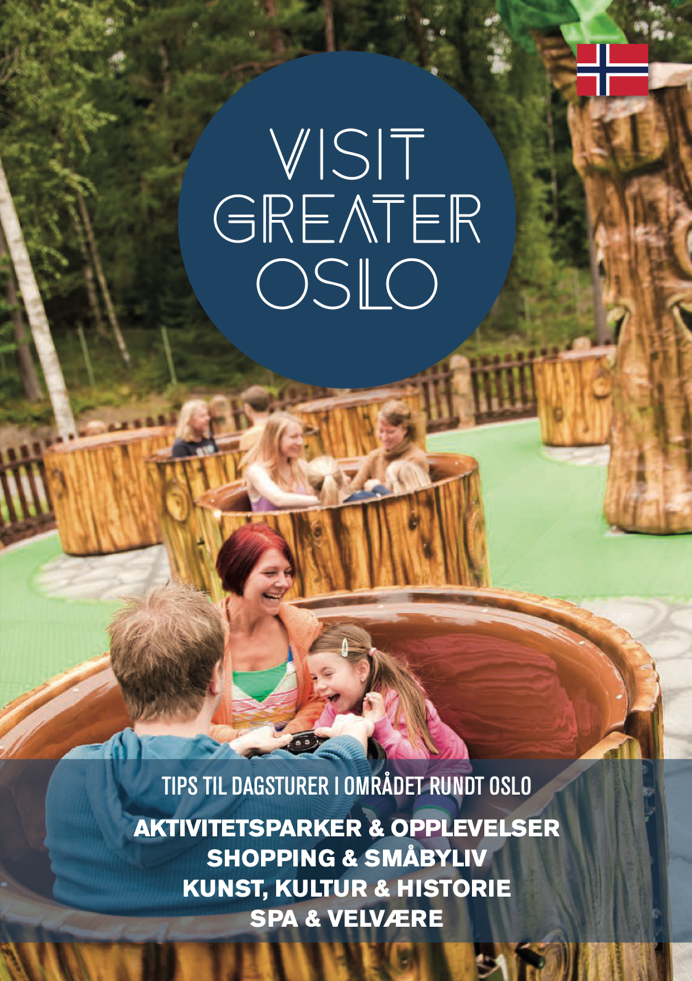 VISIT
GREATER
OSLO
TIPS TIL DAGSTURER I OMRÅDET RUNDT OSLO
AKTIVITETSPARKER & OPPLEVELSER
SHOPPING & SMÅBYLIV
KUNST, KULTUR & HISTORIE
SPA & VELVÆRE